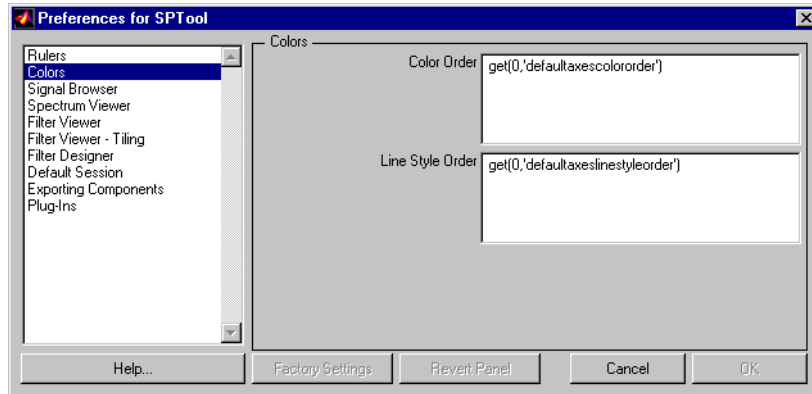 Preferences for SPTool
Rulers
Colors
Signal Browser
Spectrum Viewer
Filter Viewer
Filter Viewer - Tiling
Filter Designer
Default Session
Exporting Components
Plug-Ins
Colors
Color Order
get(0,'defaultaxescolororder')
Line Style Order
get(0,'defaultaxeslinestyleorder')
Help...
Factory Settings
Revert Panel
Cancel
OK